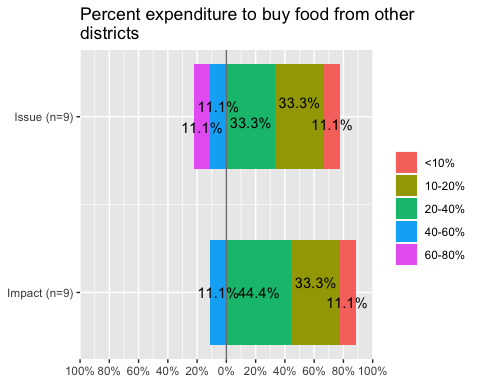 Percent expenditure to buy food from other
districts
Issue (n=9)
11.1%
11.1%
33.3%
33.3%
11.1%
Impact (n=9)
11.1%
44.4%
33.3%
11.1%
100% 80% 60% 40% 20% 0% 20% 40% 60% 80% 100%
<10%
10-20%
20-40%
40-60%
60-80%